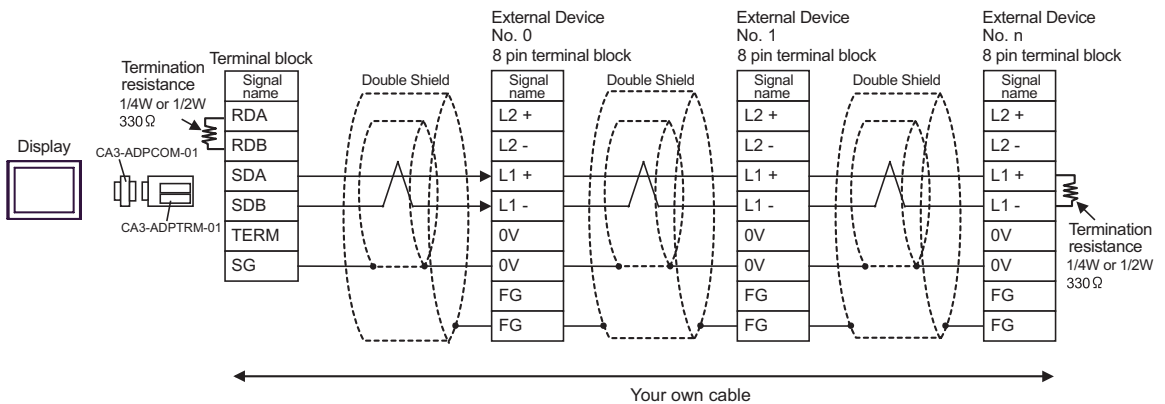 Display
CA3-ADPCOM-01
CA3-ADPTRM-01
Termination
resistance
1/4W or 1/2W
330Ω
Terminal block
Signal
name
RDA
RDB
SDA
SDB
TERM
SG
Double Shield
External Device
No. 0
8 pin terminal block
Signal
name
L2 +
L2 -
L1 +
L1 -
0V
0V
FG
FG
Double Shield
External Device
No. 1
8 pin terminal block
Signal
name
L2 +
L2 -
L1 +
L1 -
0V
0V
FG
FG
Double Shield
External Device
No. n
8 pin terminal block
Signal
name
L2 +
L2 -
L1 +
L1 -
0V
0V
FG
FG
Termination
resistance
1/4W or 1/2W
330Ω
Your own cable